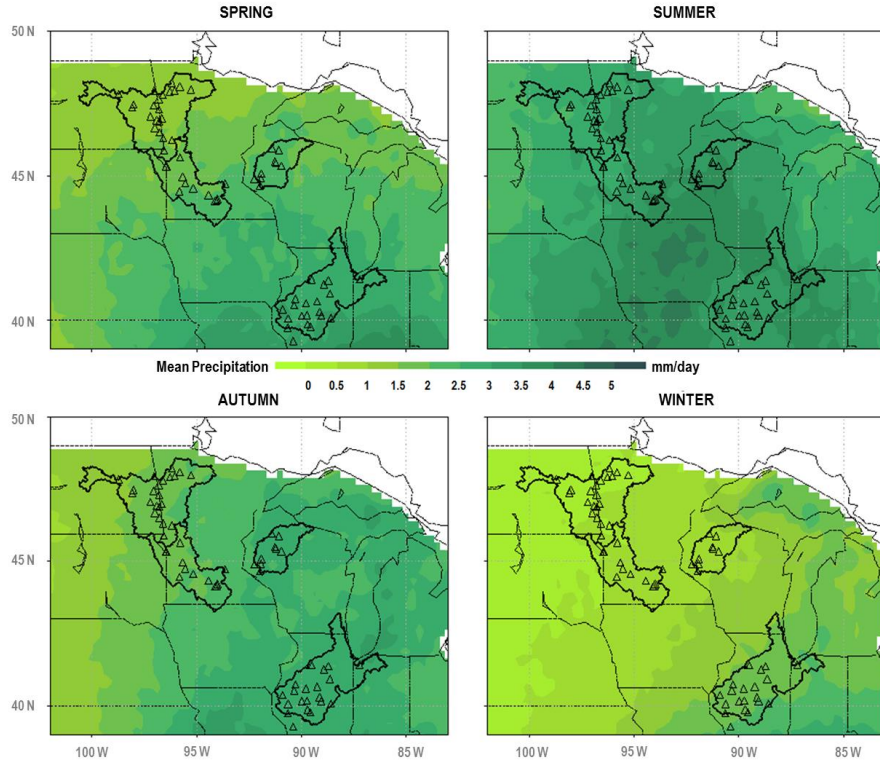 SPRING
SUMMER
50 N
45 N
40 N
Mean Precipitation
mm/day
0 0.5 1 1.5 2 2.5 3 3.5 4 4.5 5
AUTUMN
WINTER
50 N
45 N
40 N
100 W 95 W 90 W 85 W
100 W 95 W 90 W 85 W